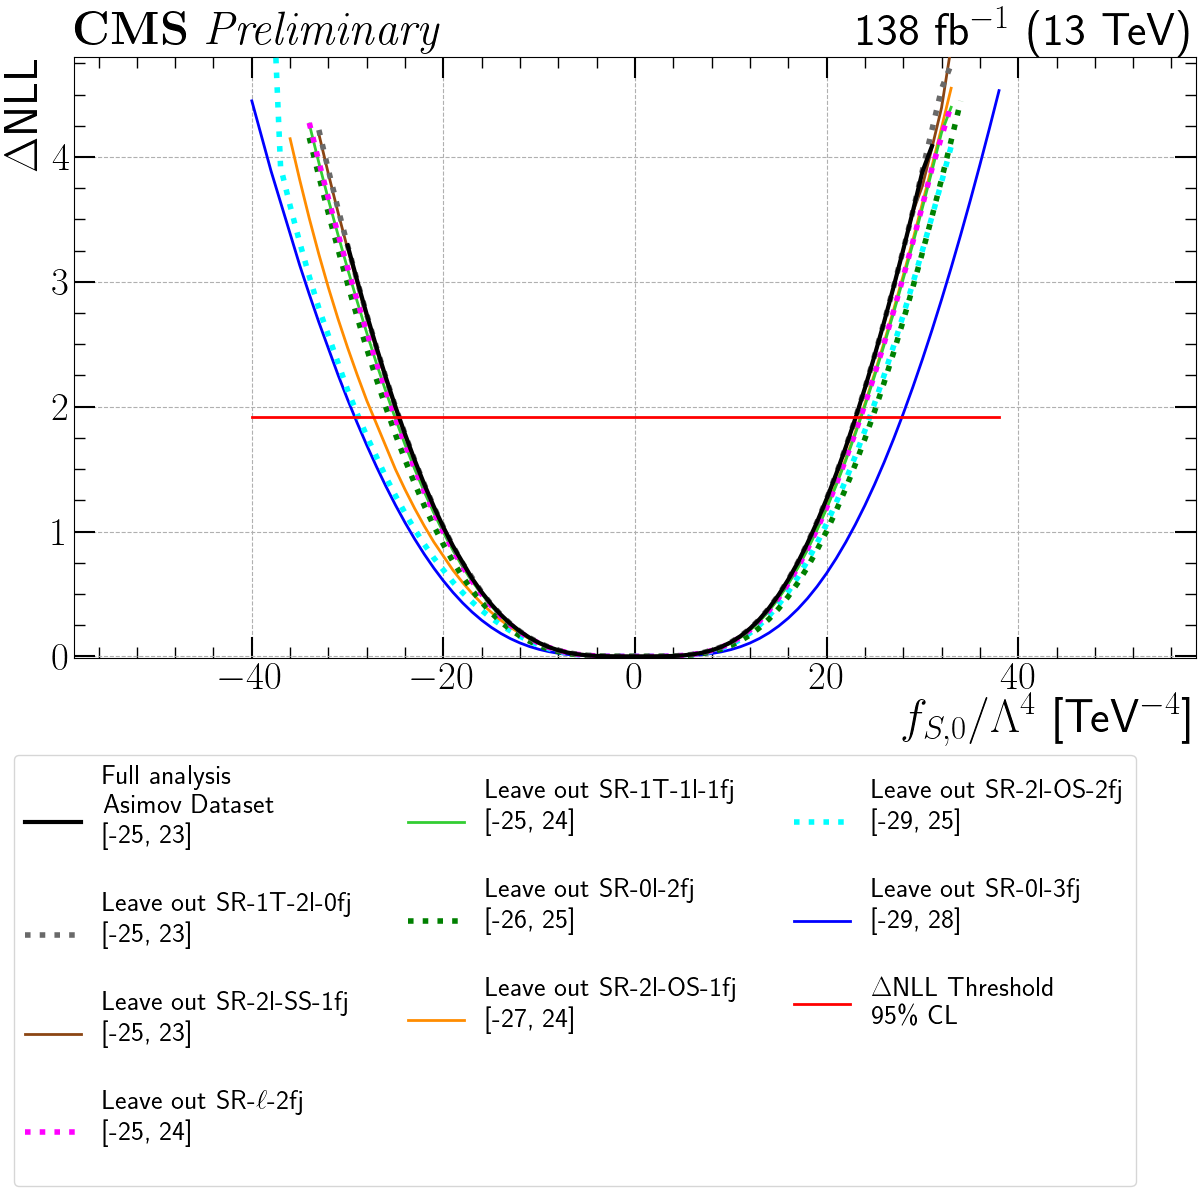 CMS Preliminary 138 fb⁻¹ (13 TeV)
ΔNLL
4
3
2
1
0
−40 −20 0 20 40
f_{S,0}/Λ⁴ [TeV⁻⁴]
Full analysis
Asimov Dataset
[-25, 23]
Leave out SR-1T-2l-0fj
[-25, 23]
Leave out SR-2l-SS-1fj
[-25, 23]
Leave out SR-ℓ-2fj
[-25, 24]
Leave out SR-1T-1l-1fj
[-25, 24]
Leave out SR-0l-2fj
[-26, 25]
Leave out SR-2l-OS-1fj
[-27, 24]
Leave out SR-2l-OS-2fj
[-29, 25]
Leave out SR-0l-3fj
[-29, 28]
ΔNLL Threshold
95% CL